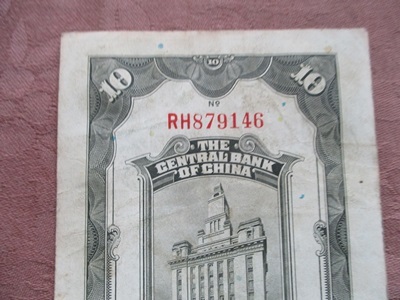 10 10 10
Nº
RH879146
THE
CENTRAL BANK
OF CHINA